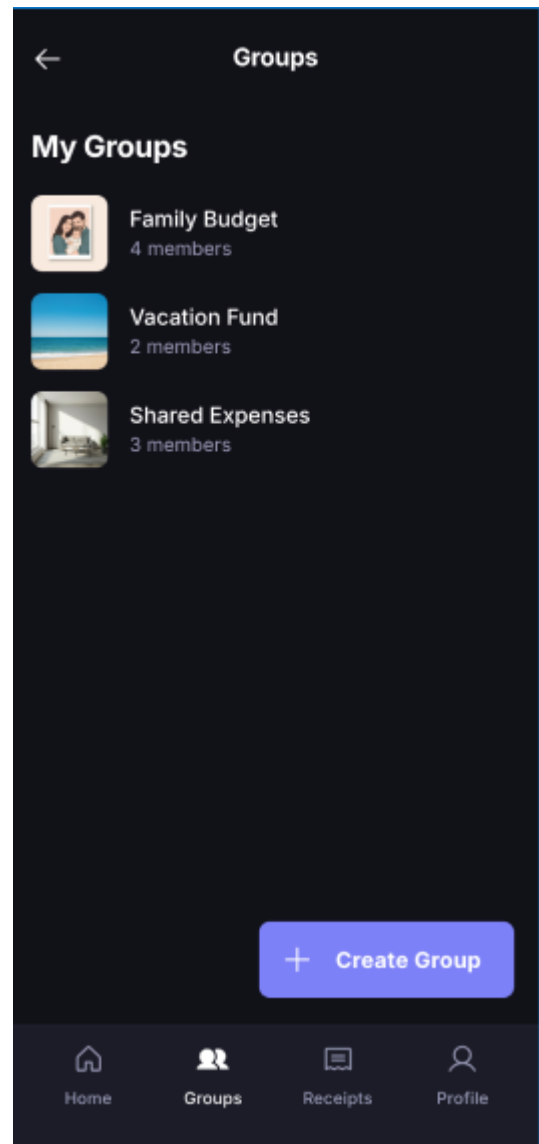 Groups
My Groups
Family Budget
4 members
Vacation Fund
2 members
Shared Expenses
3 members
Create Group
Home Groups Receipts Profile